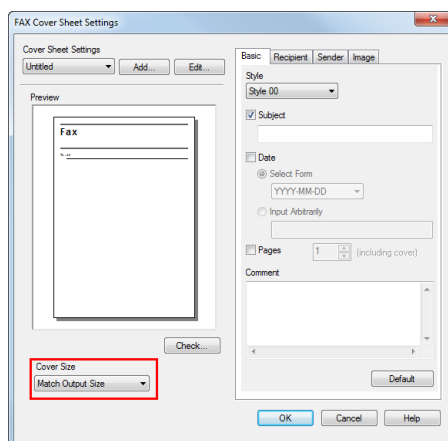 FAX Cover Sheet Settings
Cover Sheet Settings
Untitled
Add...
Edit...
Preview
Fax
Check...
Cover Size
Match Output Size
Basic
Recipient
Sender
Image
Style
Style 00
Subject
Date
Select Form
YYYY-MM-DD
Input Arbitrarily
Pages
1
(including cover)
Comment
Default
OK
Cancel
Help